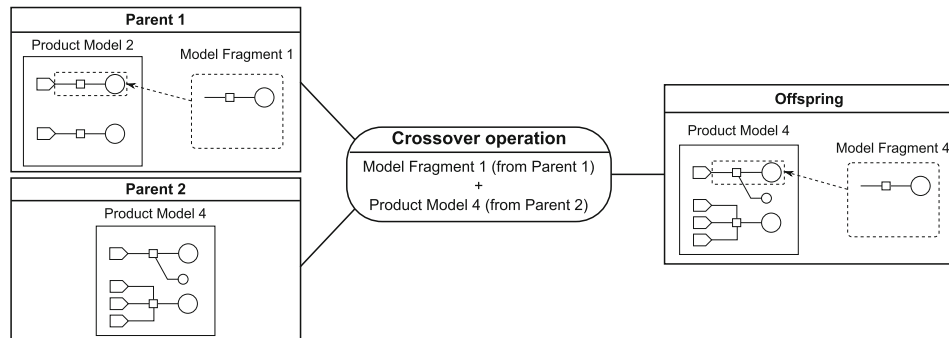 Parent 1
Product Model 2
Model Fragment 1
Parent 2
Product Model 4
Crossover operation
Model Fragment 1 (from Parent 1)
+
Product Model 4 (from Parent 2)
Offspring
Product Model 4
Model Fragment 4